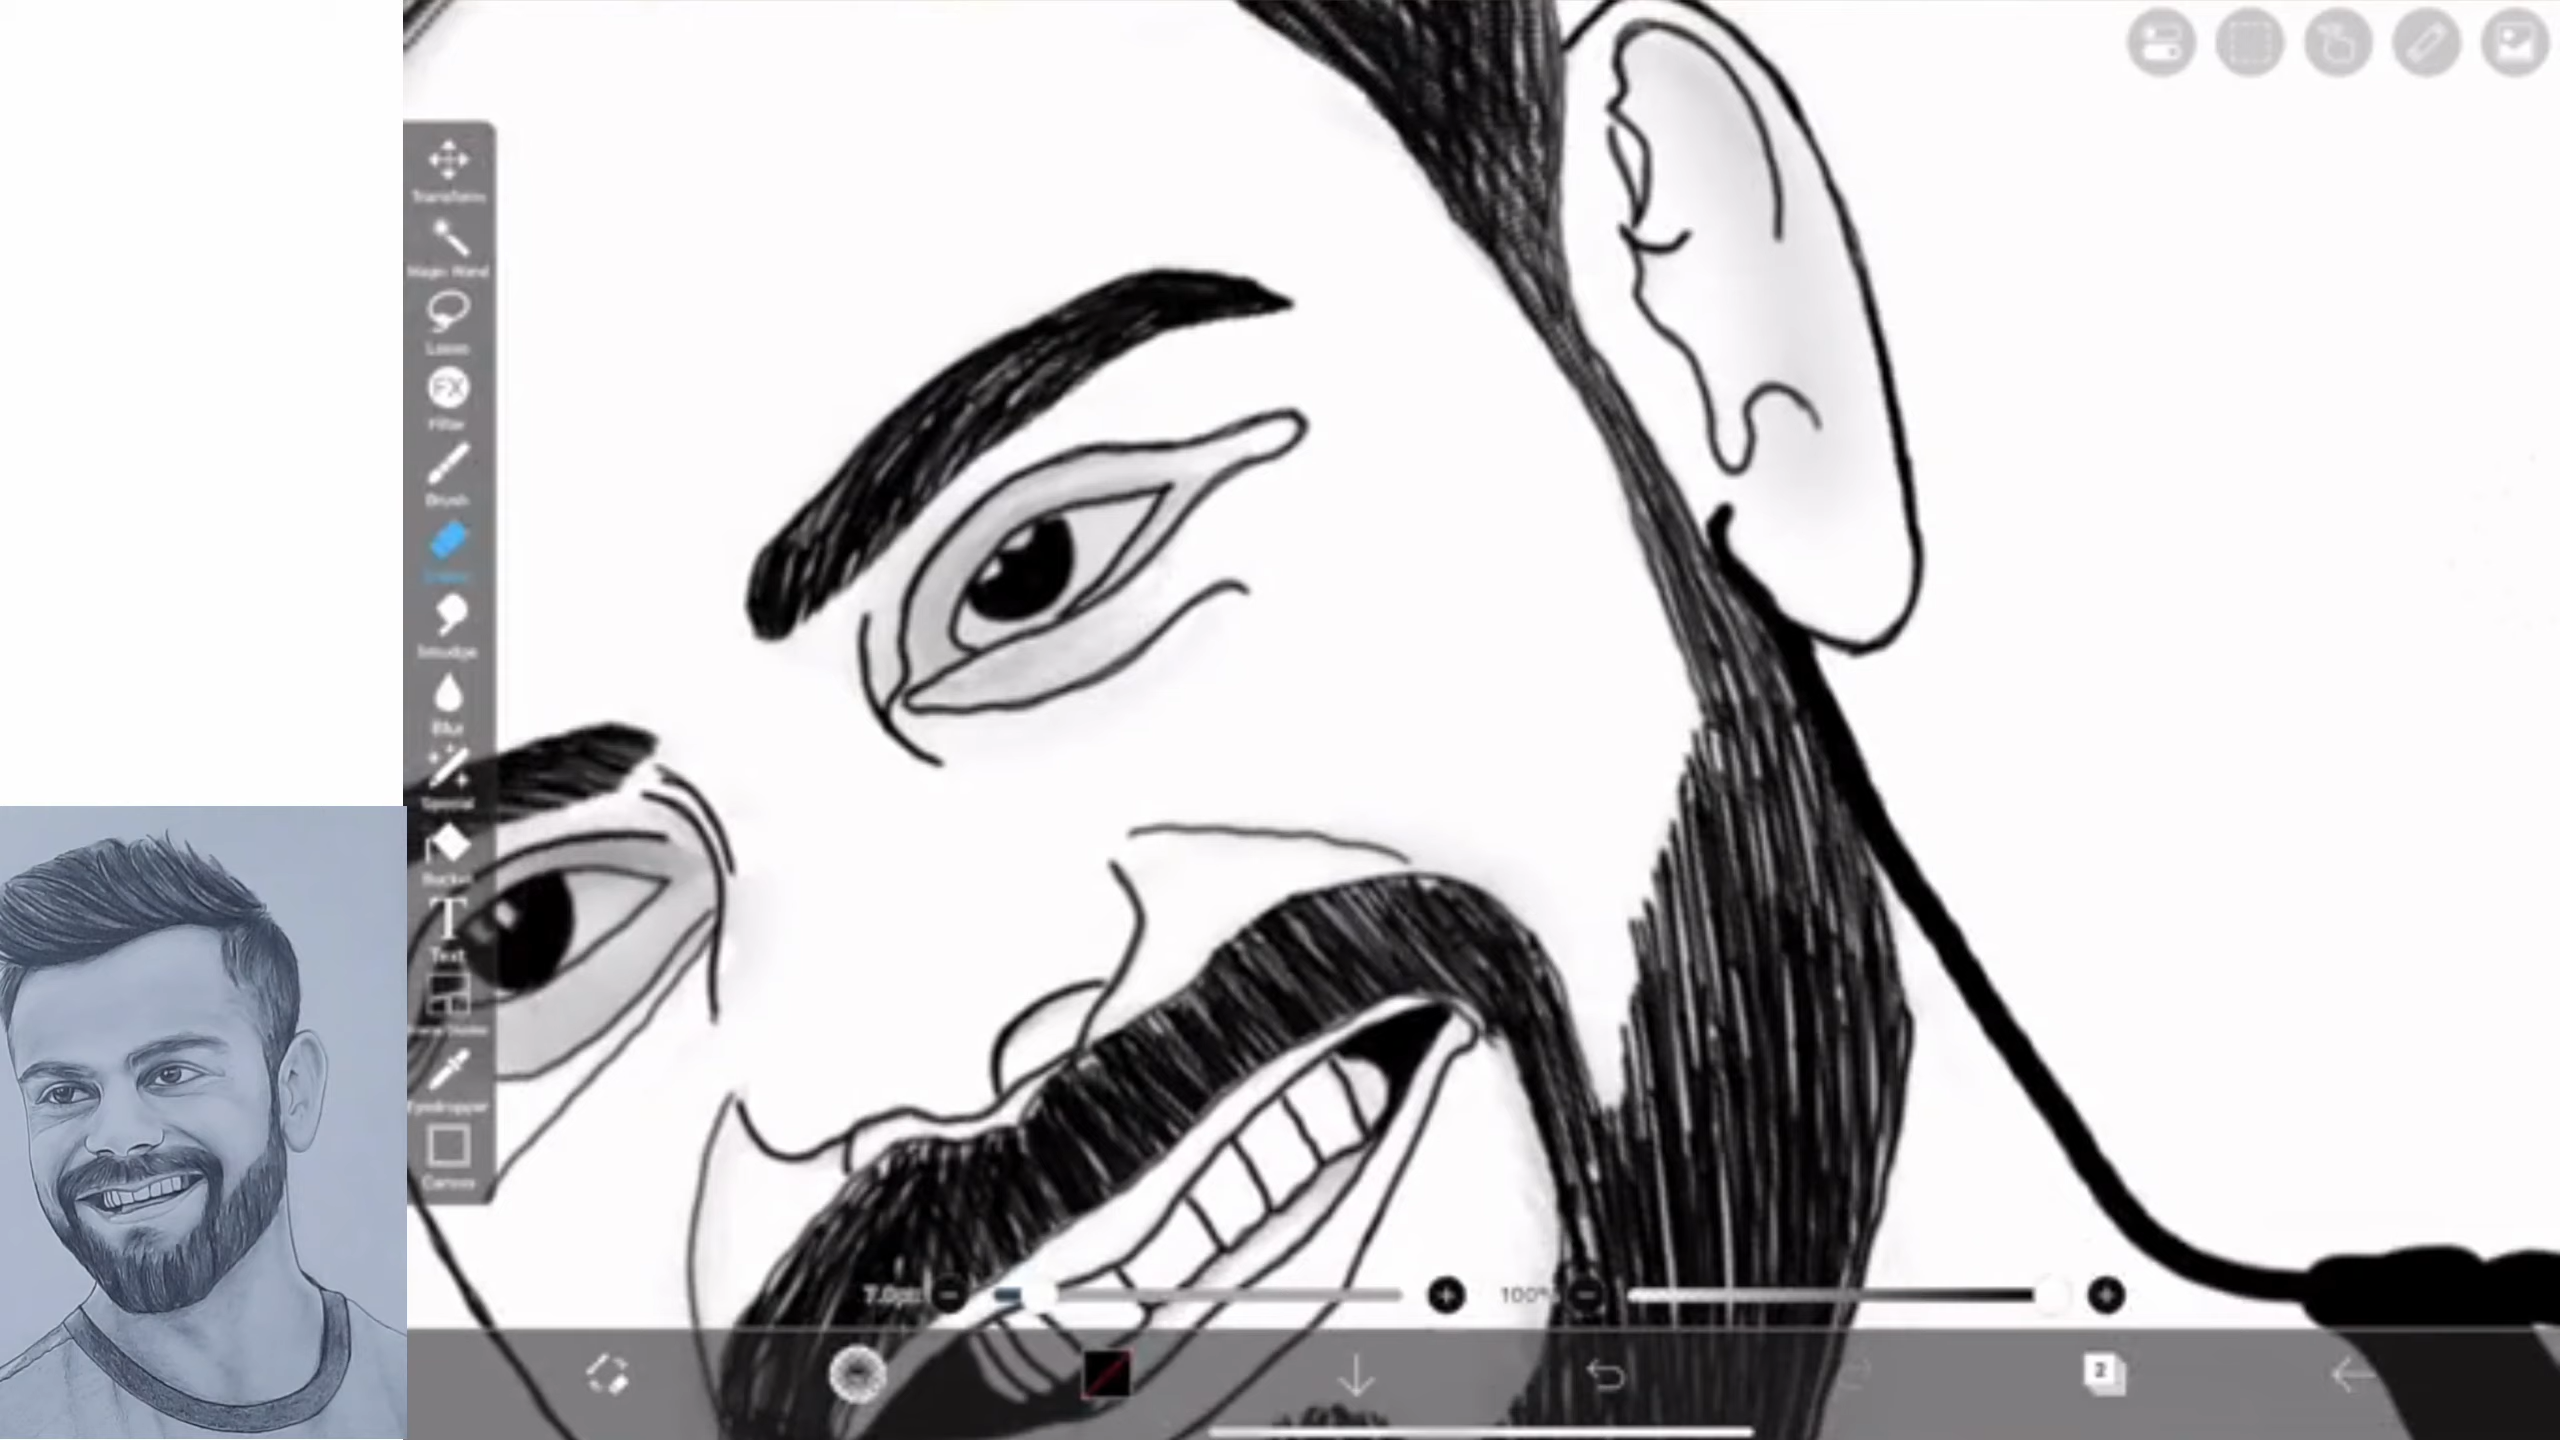 Transform
Magic Wand
Lasso
FX
Filter
Brush
Smudge
Blur
Special
Bucket
T
Text
Eyedropper
Canvas
7.0px
100%
2